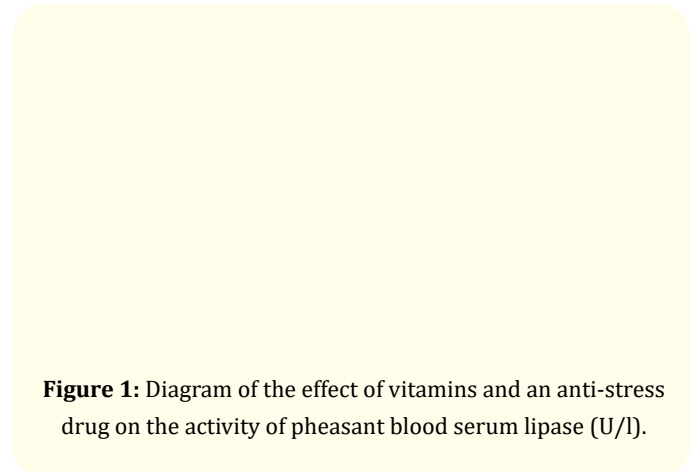 Figure 1: Diagram of the effect of vitamins and an anti-stress
drug on the activity of pheasant blood serum lipase (U/l).